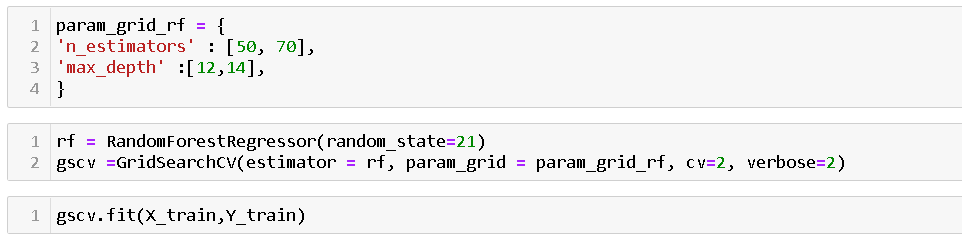 1 param_grid_rf = {
2 'n_estimators' : [50, 70],
3 'max_depth' :[12,14],
4 }
1 rf = RandomForestRegressor(random_state=21)
2 gscv =GridSearchCV(estimator = rf, param_grid = param_grid_rf, cv=2, verbose=2)
1 gscv.fit(X_train,Y_train)